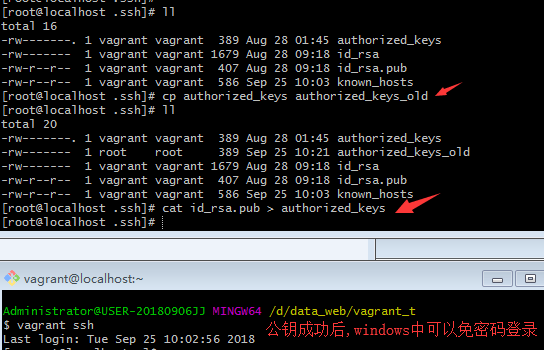 [root@localhost .ssh]# ll
total 16
-rw-------. 1 vagrant vagrant  389 Aug 28 01:45 authorized_keys
-rw-------  1 vagrant vagrant 1679 Aug 28 09:18 id_rsa
-rw-r--r--  1 vagrant vagrant  407 Aug 28 09:18 id_rsa.pub
-rw-r--r--  1 vagrant vagrant  586 Sep 25 10:03 known_hosts
[root@localhost .ssh]# cp authorized_keys authorized_keys_old
[root@localhost .ssh]# ll
total 20
-rw-------. 1 vagrant vagrant  389 Aug 28 01:45 authorized_keys
-rw-------  1 root    root     389 Sep 25 10:21 authorized_keys_old
-rw-------  1 vagrant vagrant 1679 Aug 28 09:18 id_rsa
-rw-r--r--  1 vagrant vagrant  407 Aug 28 09:18 id_rsa.pub
-rw-r--r--  1 vagrant vagrant  586 Sep 25 10:03 known_hosts
[root@localhost .ssh]# cat id_rsa.pub > authorized_keys
[root@localhost .ssh]#
vagrant@localhost:~
Administrator@USER-20180906JJ MINGW64 /d/data_web/vagrant_t
$ vagrant ssh
Last login: Tue Sep 25 10:02:56 2018
公钥成功后,windows中可以免密码登录